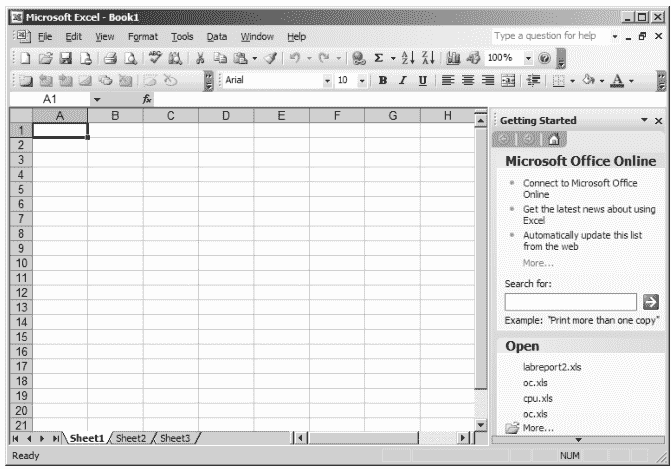 Microsoft Excel - Book1
File Edit View Format Tools Data Window Help Type a question for help
Σ 100%
Arial 10 B I U A
A1 fx
A B C D E F G H
1
2
3
4
5
6
7
8
9
10
11
12
13
14
15
16
17
18
19
20
21
Getting Started
Microsoft Office Online
Connect to Microsoft Office
Online
Get the latest news about using
Excel
Automatically update this list
from the web
More...
Search for:
Example: "Print more than one copy"
Open
labreport2.xls
oc.xls
cpu.xls
oc.xls
More...
Sheet1 Sheet2 Sheet3
Ready NUM